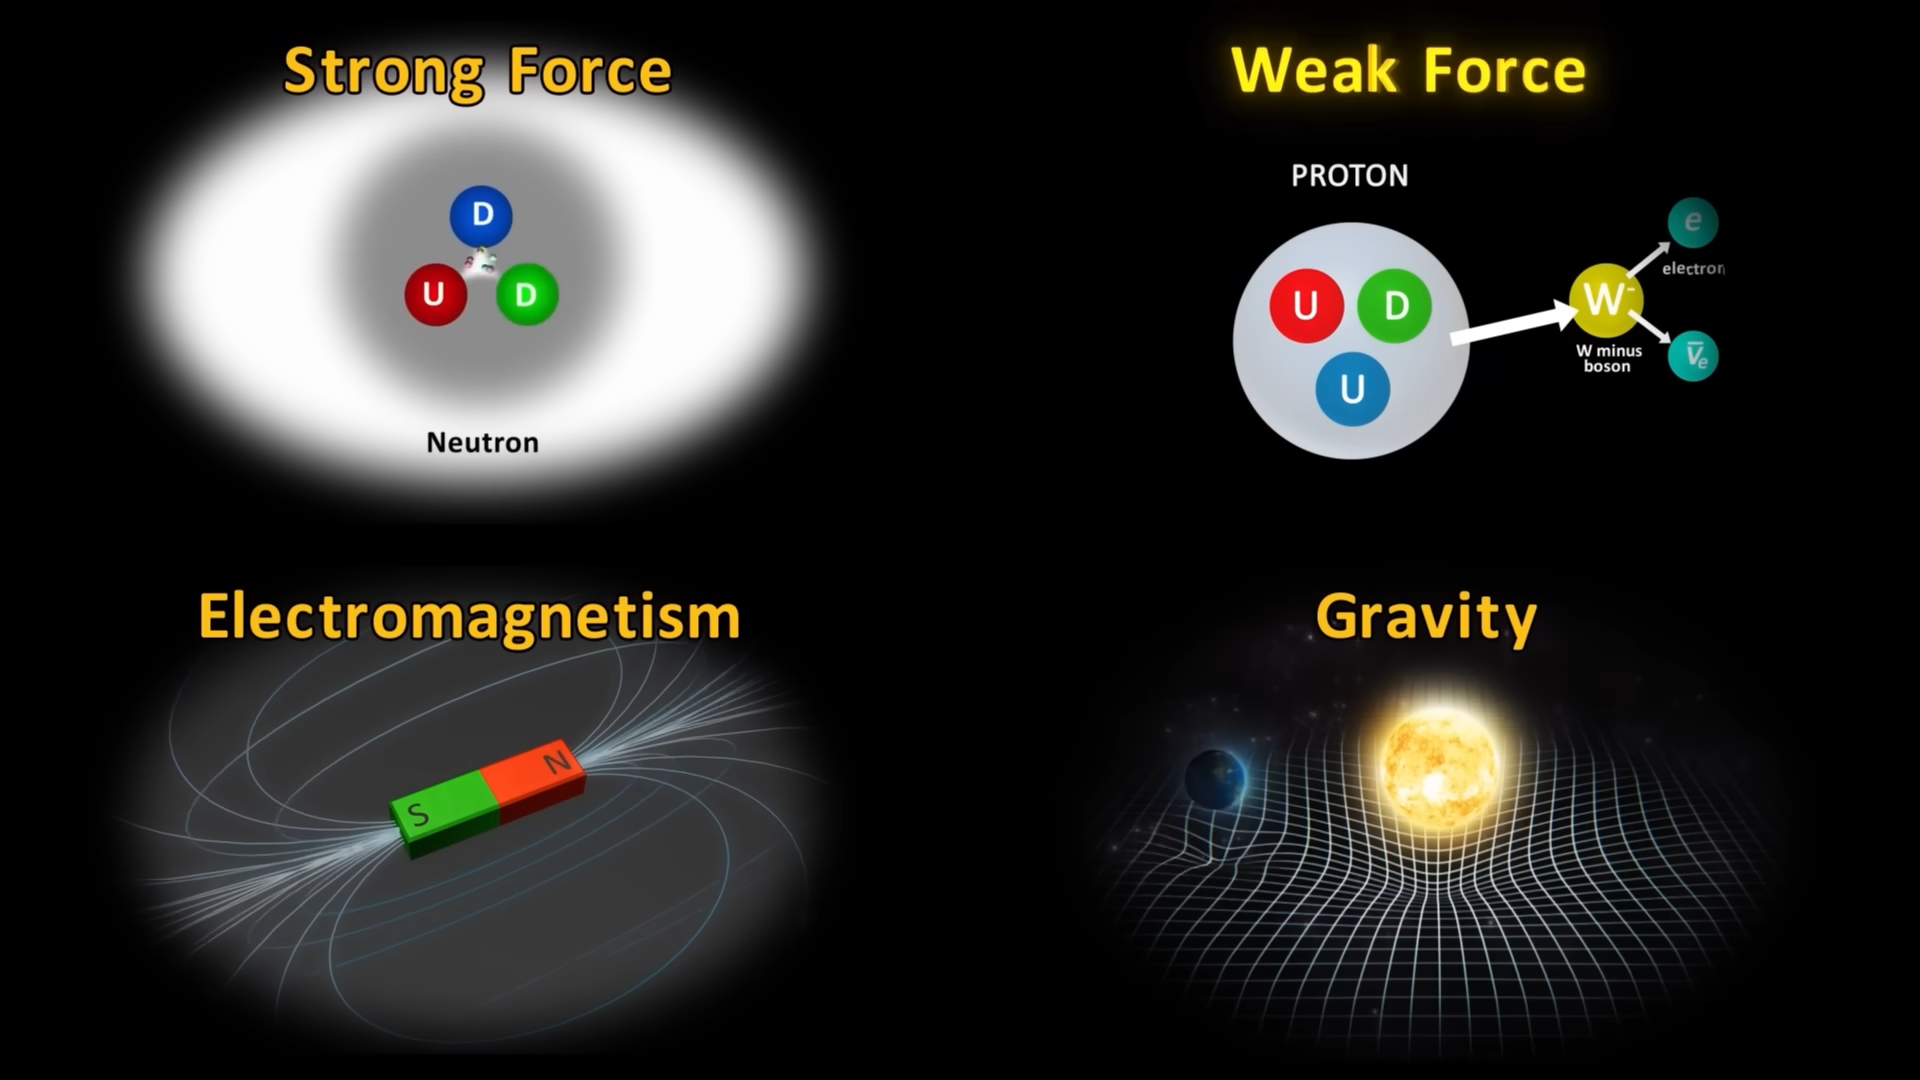 Strong Force
D
U
D
Neutron
Weak Force
PROTON
U
D
U
W-
W minus
boson
e
electron
v̅e
Electromagnetism
S
N
Gravity